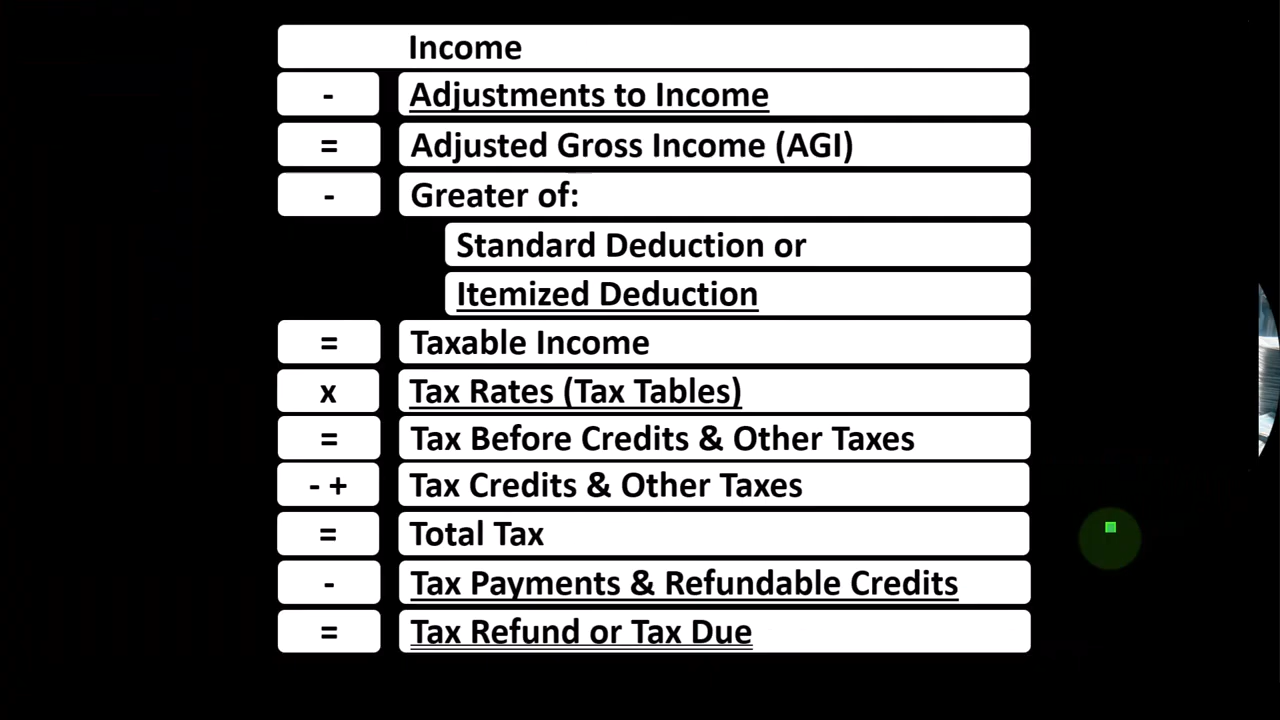 Income
- Adjustments to Income
= Adjusted Gross Income (AGI)
- Greater of:
Standard Deduction or
Itemized Deduction
= Taxable Income
x Tax Rates (Tax Tables)
= Tax Before Credits & Other Taxes
- + Tax Credits & Other Taxes
= Total Tax
- Tax Payments & Refundable Credits
= Tax Refund or Tax Due